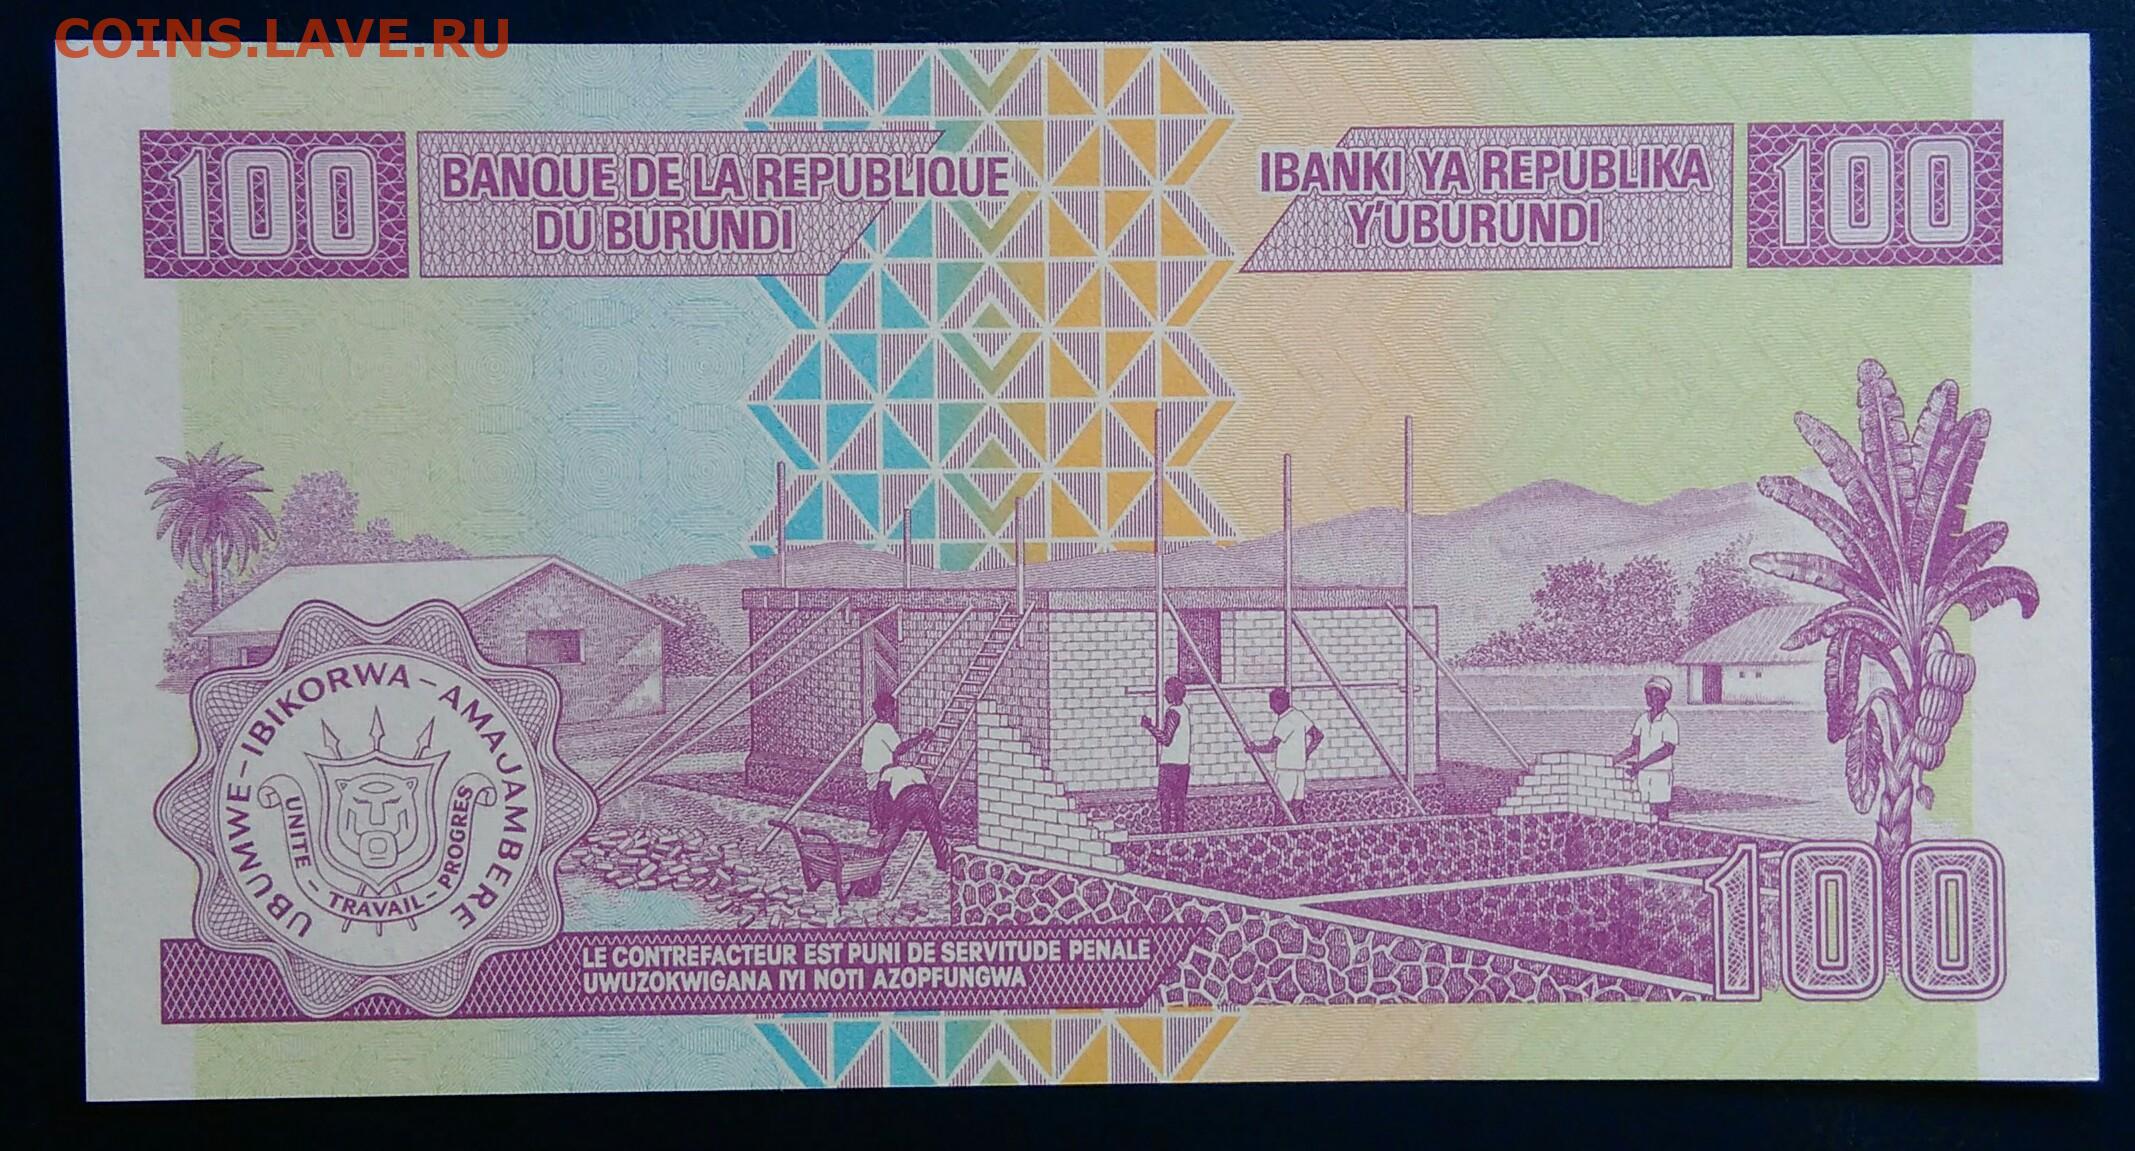 COINS.LAVE.RU
100
BANQUE DE LA REPUBLIQUE
DU BURUNDI
IBANKI YA REPUBLIKA
Y'UBURUNDI
100
UBUMWE-IBIKORWA-AMAJAMBERE
UNITE - TRAVAIL - PROGRES
LE CONTREFACTEUR EST PUNI DE SERVITUDE PENALE
UWUZOKWIGANA IYI NOTI AZOPFUNGWA
100